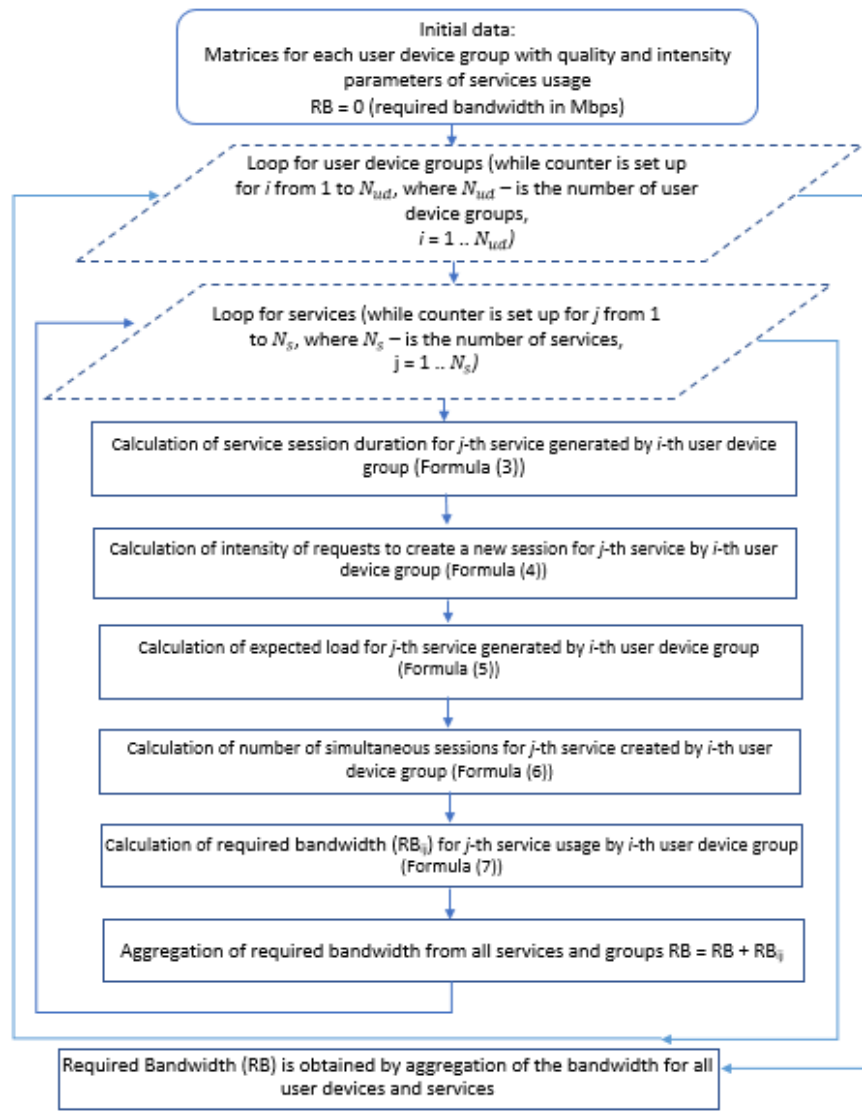 Initial data:
Matrices for each user device group with quality and intensity
parameters of services usage
RB = 0 (required bandwidth in Mbps)
Loop for user device groups (while counter is set up
for i from 1 to Nud, where Nud – is the number of user
device groups,
i = 1 .. Nud)
Loop for services (while counter is set up for j from 1
to Ns, where Ns – is the number of services,
j = 1 .. Ns)
Calculation of service session duration for j-th service generated by i-th user device
group (Formula (3))
Calculation of intensity of requests to create a new session for j-th service by i-th user
device group (Formula (4))
Calculation of expected load for j-th service generated by i-th user device group
(Formula (5))
Calculation of number of simultaneous sessions for j-th service created by i-th user
device group (Formula (6))
Calculation of required bandwidth (RBij) for j-th service usage by i-th user device group
(Formula (7))
Aggregation of required bandwidth from all services and groups RB = RB + RBij
Required Bandwidth (RB) is obtained by aggregation of the bandwidth for all
user devices and services